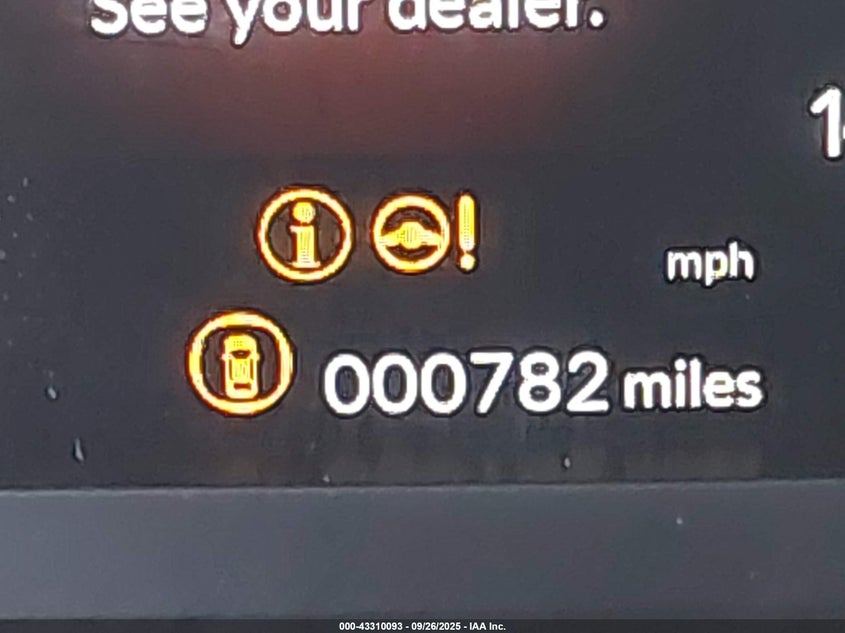 See your dealer.
mph
000782 miles
000-43310093 - 09/26/2025 - IAA Inc.